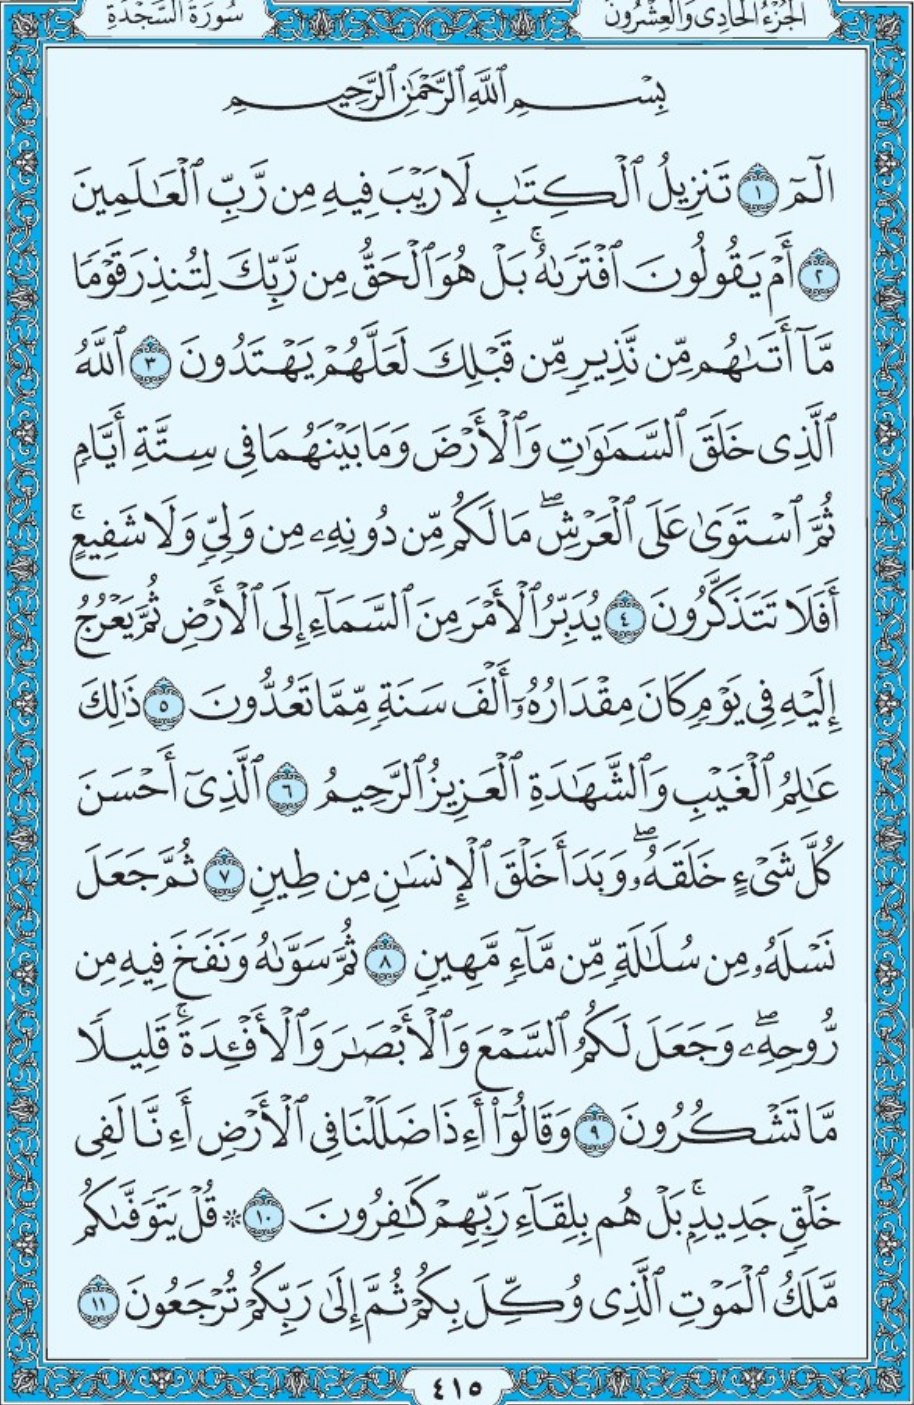 الجُزْءُ الحَادِى وَالعِشْرُونَ سُورَةُ السَّجْدَةِ
بِسْمِ ٱللَّهِ ٱلرَّحْمَٰنِ ٱلرَّحِيمِ
الٓمٓ ١ تَنزِيلُ ٱلْكِتَٰبِ لَا رَيْبَ فِيهِ مِن رَّبِّ ٱلْعَٰلَمِينَ
٢ أَمْ يَقُولُونَ ٱفْتَرَىٰهُۚ بَلْ هُوَ ٱلْحَقُّ مِن رَّبِّكَ لِتُنذِرَ قَوْمًا
مَّآ أَتَىٰهُم مِّن نَّذِيرٍ مِّن قَبْلِكَ لَعَلَّهُمْ يَهْتَدُونَ ٣ ٱللَّهُ
ٱلَّذِى خَلَقَ ٱلسَّمَٰوَٰتِ وَٱلْأَرْضَ وَمَا بَيْنَهُمَا فِى سِتَّةِ أَيَّامٍ
ثُمَّ ٱسْتَوَىٰ عَلَى ٱلْعَرْشِۖ مَا لَكُم مِّن دُونِهِۦ مِن وَلِىٍّ وَلَا شَفِيعٍۚ
أَفَلَا تَتَذَكَّرُونَ ٤ يُدَبِّرُ ٱلْأَمْرَ مِنَ ٱلسَّمَآءِ إِلَى ٱلْأَرْضِ ثُمَّ يَعْرُجُ
إِلَيْهِ فِى يَوْمٍ كَانَ مِقْدَارُهُۥٓ أَلْفَ سَنَةٍ مِّمَّا تَعُدُّونَ ٥ ذَٰلِكَ
عَٰلِمُ ٱلْغَيْبِ وَٱلشَّهَٰدَةِ ٱلْعَزِيزُ ٱلرَّحِيمُ ٦ ٱلَّذِىٓ أَحْسَنَ
كُلَّ شَىْءٍ خَلَقَهُۥۖ وَبَدَأَ خَلْقَ ٱلْإِنسَٰنِ مِن طِينٍ ٧ ثُمَّ جَعَلَ
نَسْلَهُۥ مِن سُلَٰلَةٍ مِّن مَّآءٍ مَّهِينٍ ٨ ثُمَّ سَوَّىٰهُ وَنَفَخَ فِيهِ مِن
رُّوحِهِۦۖ وَجَعَلَ لَكُمُ ٱلسَّمْعَ وَٱلْأَبْصَٰرَ وَٱلْأَفْـِٔدَةَۚ قَلِيلًا
مَّا تَشْكُرُونَ ٩ وَقَالُوٓا۟ أَءِذَا ضَلَلْنَا فِى ٱلْأَرْضِ أَءِنَّا لَفِى
خَلْقٍ جَدِيدٍۭۚ بَلْ هُم بِلِقَآءِ رَبِّهِمْ كَٰفِرُونَ ١٠ * قُلْ يَتَوَفَّىٰكُم
مَّلَكُ ٱلْمَوْتِ ٱلَّذِى وُكِّلَ بِكُمْ ثُمَّ إِلَىٰ رَبِّكُمْ تُرْجَعُونَ ١١
٤١٥